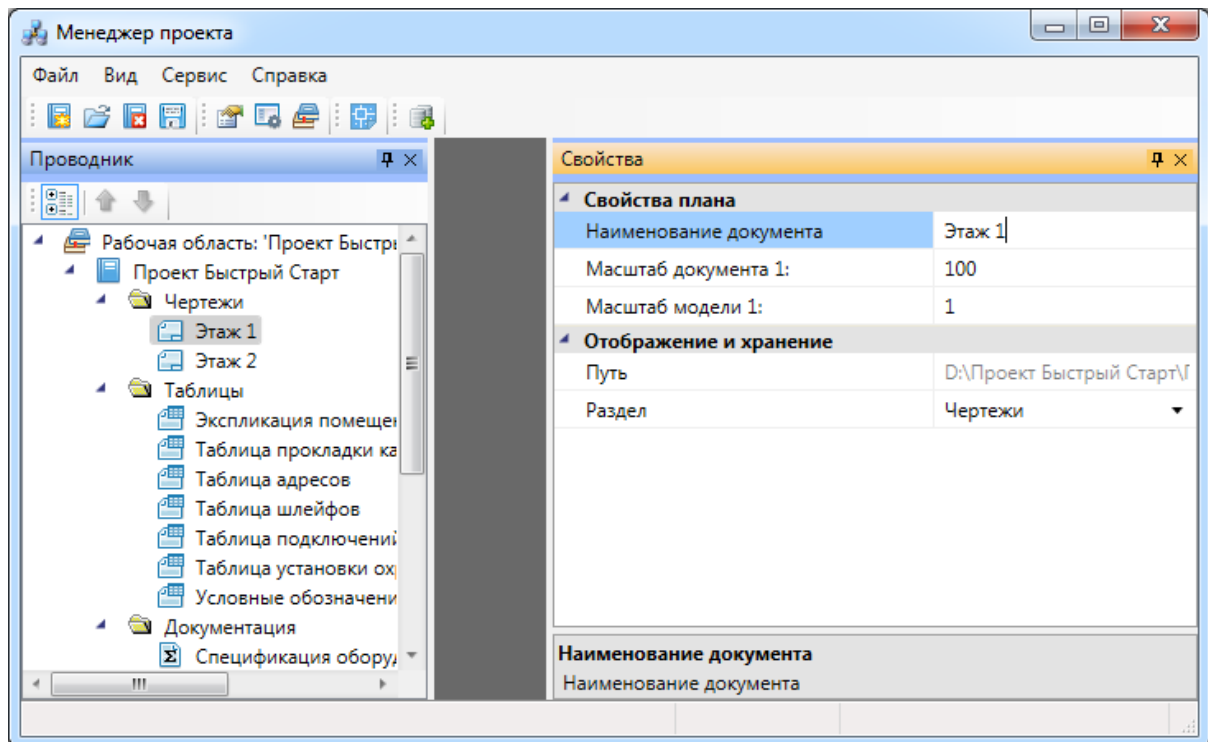 Менеджер проекта
Файл Вид Сервис Справка
Проводник
Рабочая область: 'Проект Быстры
Проект Быстрый Старт
Чертежи
Этаж 1
Этаж 2
Таблицы
Экспликация помещен
Таблица прокладки ка
Таблица адресов
Таблица шлейфов
Таблица подключений
Таблица установки ох
Условные обозначени
Документация
Спецификация оборуд
Свойства
Свойства плана
Наименование документа Этаж 1
Масштаб документа 1: 100
Масштаб модели 1: 1
Отображение и хранение
Путь D:\Проект Быстрый Старт\П
Раздел Чертежи
Наименование документа
Наименование документа